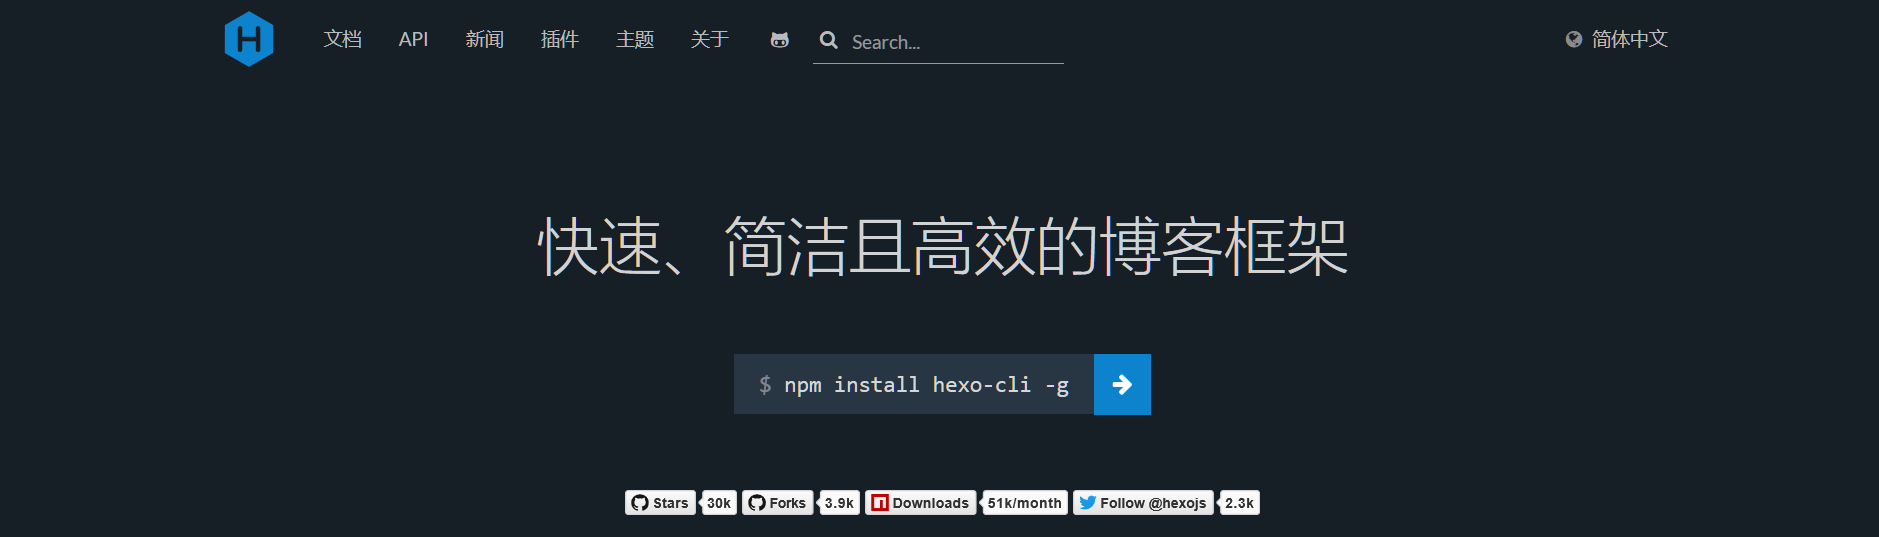 H 文档 API 新闻 插件 主题 关于 Search... 简体中文
快速、简洁且高效的博客框架
$ npm install hexo-cli -g
Stars 30k Forks 3.9k n Downloads 51k/month Follow @hexojs 2.3k